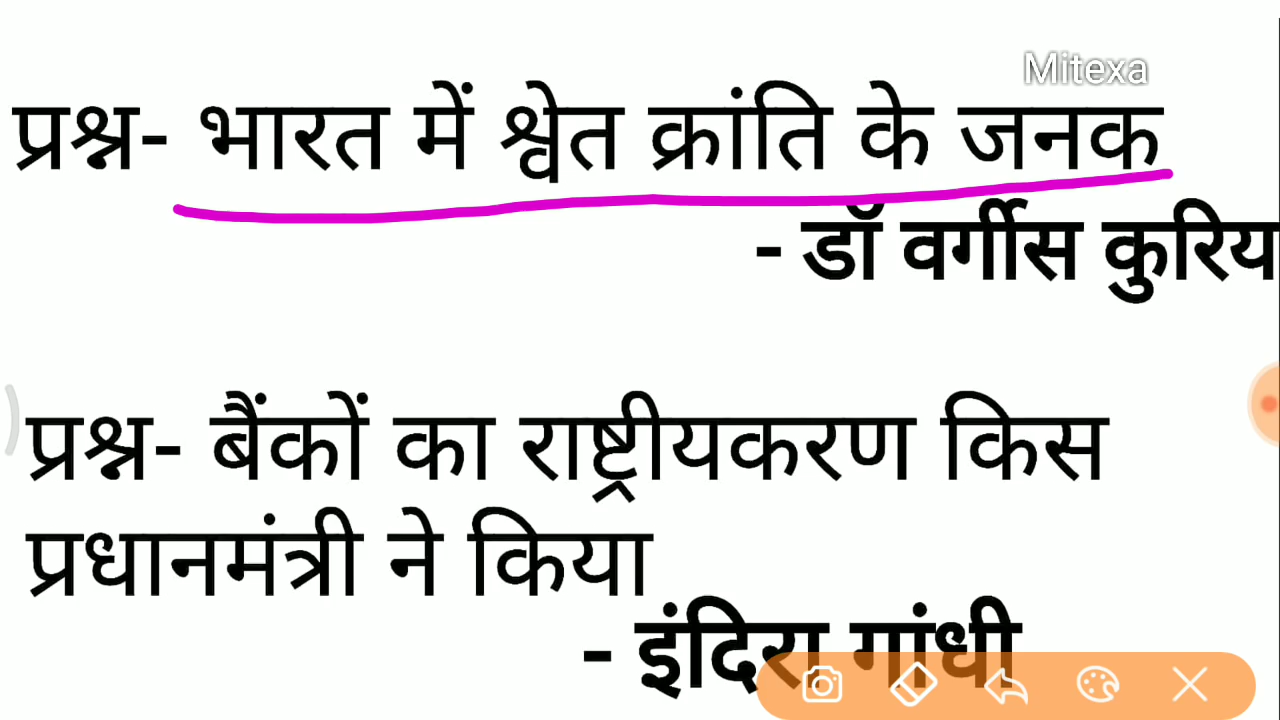 Mitexa
प्रश्न- भारत में श्वेत क्रांति के जनक
- डॉ वर्गीस कुरिय
प्रश्न- बैंकों का राष्ट्रीयकरण किस
प्रधानमंत्री ने किया
- इंदिरा गांधी